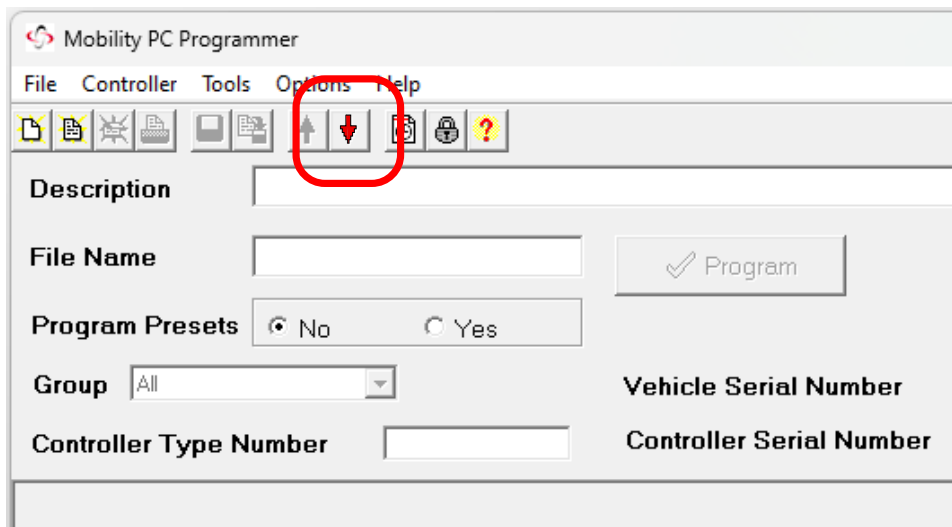 Mobility PC Programmer
File Controller Tools Options Help
?
Description
File Name
Program
Program Presets No Yes
Group All
Vehicle Serial Number
Controller Type Number
Controller Serial Number